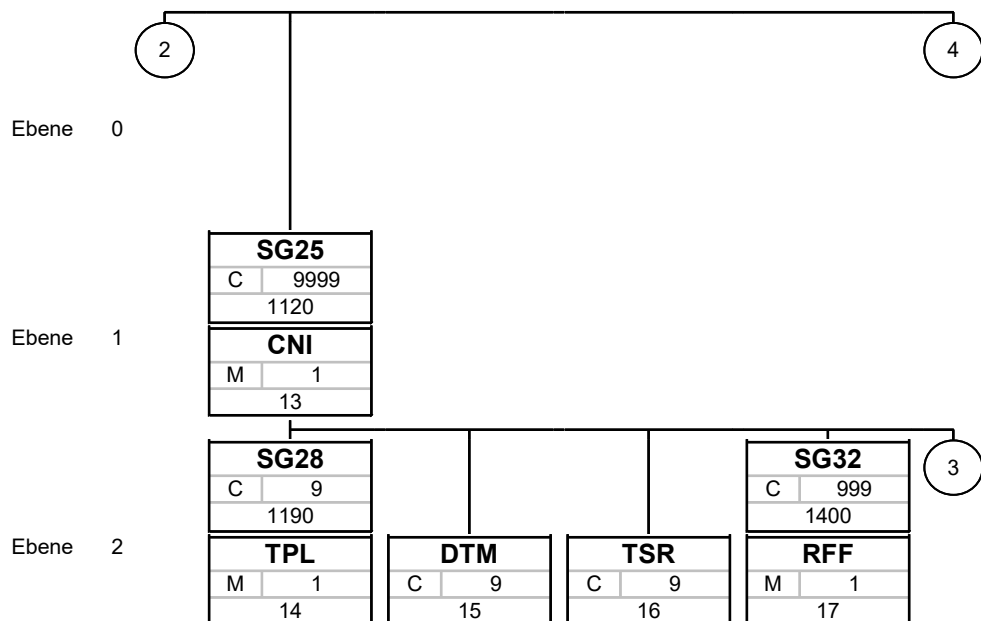 2 4
Ebene 0
SG25
C 9999
1120
Ebene 1
CNI
M 1
13
SG28 SG32 3
C 9 C 999
1190 1400
Ebene 2
TPL DTM TSR RFF
M 1 C 9 C 9 M 1
14 15 16 17